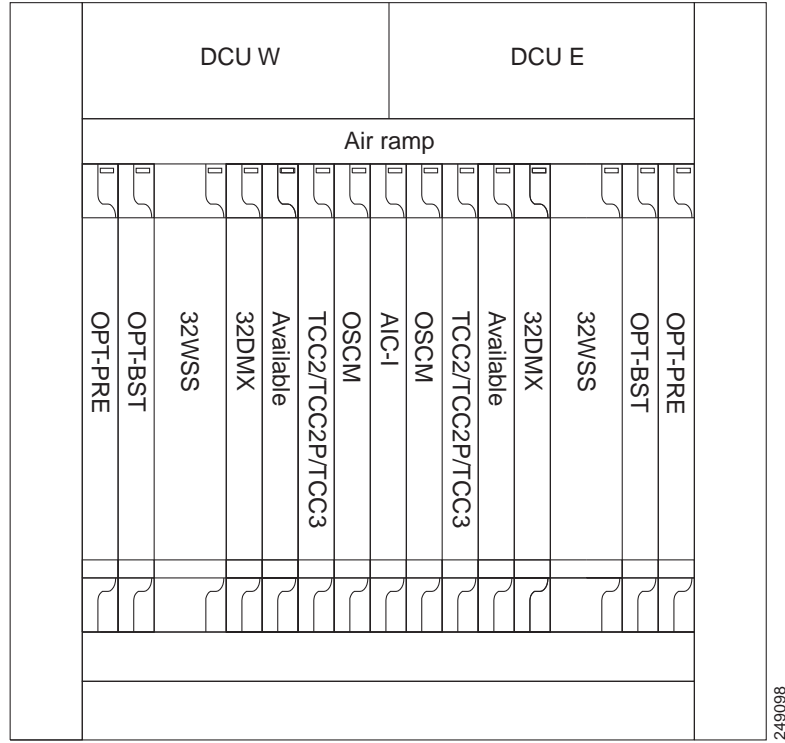 DCU W
DCU E
Air ramp
OPT-PRE
OPT-BST
32WSS
32DMX
Available
TCC2/TCC2P/TCC3
OSCM
AIC-I
OSCM
TCC2/TCC2P/TCC3
Available
32DMX
32WSS
OPT-BST
OPT-PRE
249098